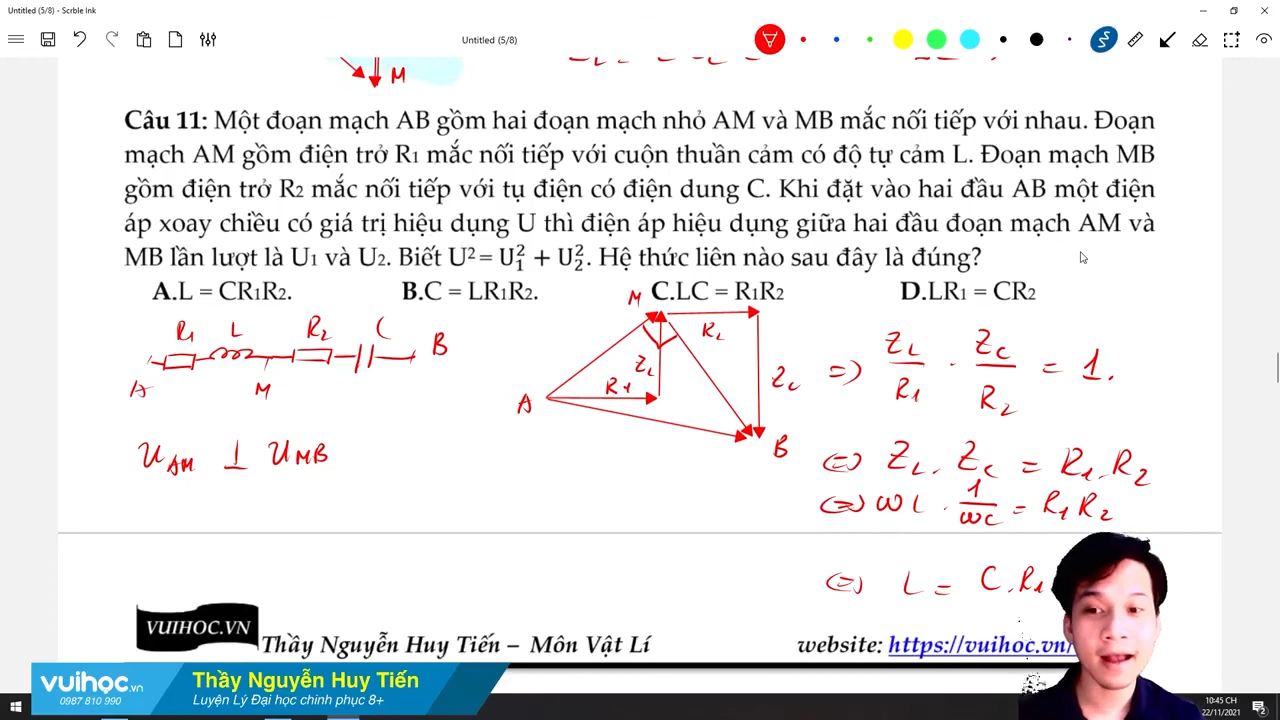 Untitled (5/8) - Scrble Ink
Untitled (5/8)
M
Câu 11: Một đoạn mạch AB gồm hai đoạn mạch nhỏ AM và MB mắc nối tiếp với nhau. Đoạn
mạch AM gồm điện trở R₁ mắc nối tiếp với cuộn thuần cảm có độ tự cảm L. Đoạn mạch MB
gồm điện trở R₂ mắc nối tiếp với tụ điện có điện dung C. Khi đặt vào hai đầu AB một điện
áp xoay chiều có giá trị hiệu dụng U thì điện áp hiệu dụng giữa hai đầu đoạn mạch AM và
MB lần lượt là U₁ và U₂. Biết U² = U₁² + U₂². Hệ thức liên nào sau đây là đúng?
A.L = CR₁R₂. B.C = LR₁R₂. C.LC = R₁R₂ D.LR₁ = CR₂
R₁ L R₂ C B
A M
U_AM ⊥ U_MB
M R₂
Z_L Z_C
A R₁
B
=> Z_L/R₁ . Z_C/R₂ = 1.
<=> Z_L . Z_C = R₁.R₂
<=> ωL . 1/ωC = R₁R₂
<=> L = C.R₁
VUIHOC.VN
Thầy Nguyễn Huy Tiến – Môn Vật Lí website: https://vuihoc.vn/
vuihọc.vn
0987 810 990
Thầy Nguyễn Huy Tiến
Luyện Lý Đại học chinh phục 8+
10:45 CH
22/11/2021
2